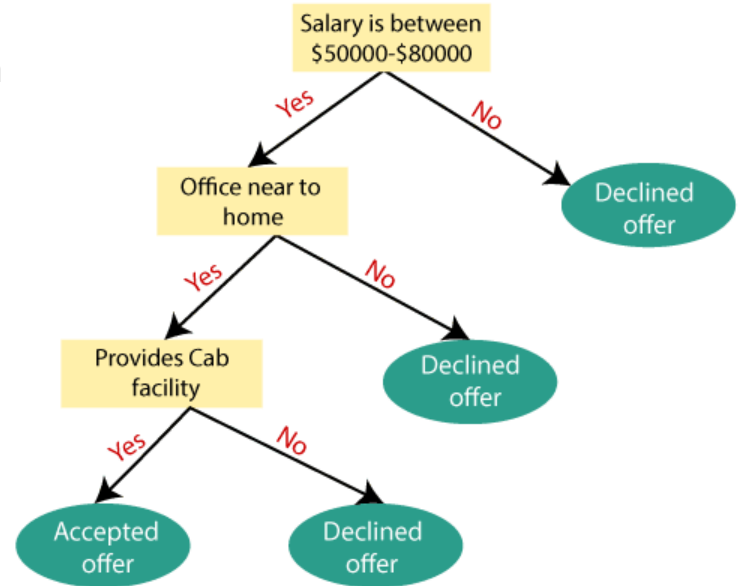 Salary is between
$50000-$80000
Yes
No
Office near to
home
Declined
offer
Yes
No
Provides Cab
facility
Declined
offer
Yes
No
Accepted
offer
Declined
offer